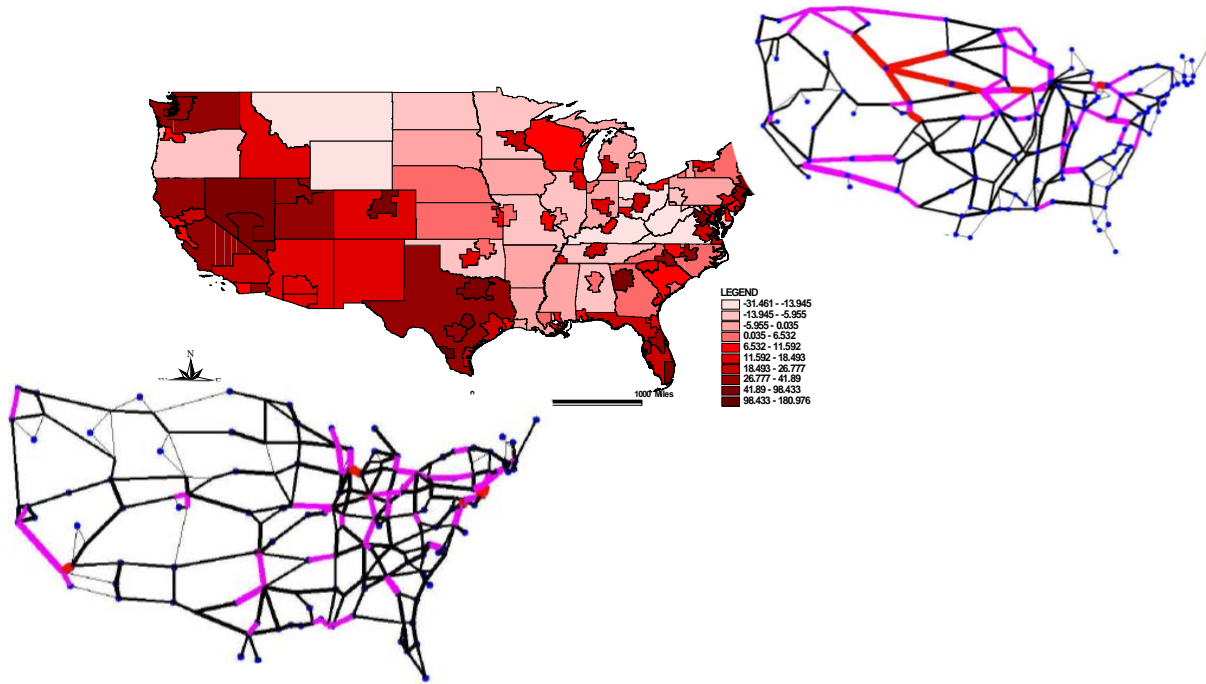 LEGEND
-31.461 - -13.945
-13.945 - -5.955
-5.955 - 0.035
0.035 - 6.532
6.532 - 11.592
11.592 - 18.493
18.493 - 26.777
26.777 - 41.89
41.89 - 98.433
98.433 - 180.976
N
0
1000 Miles